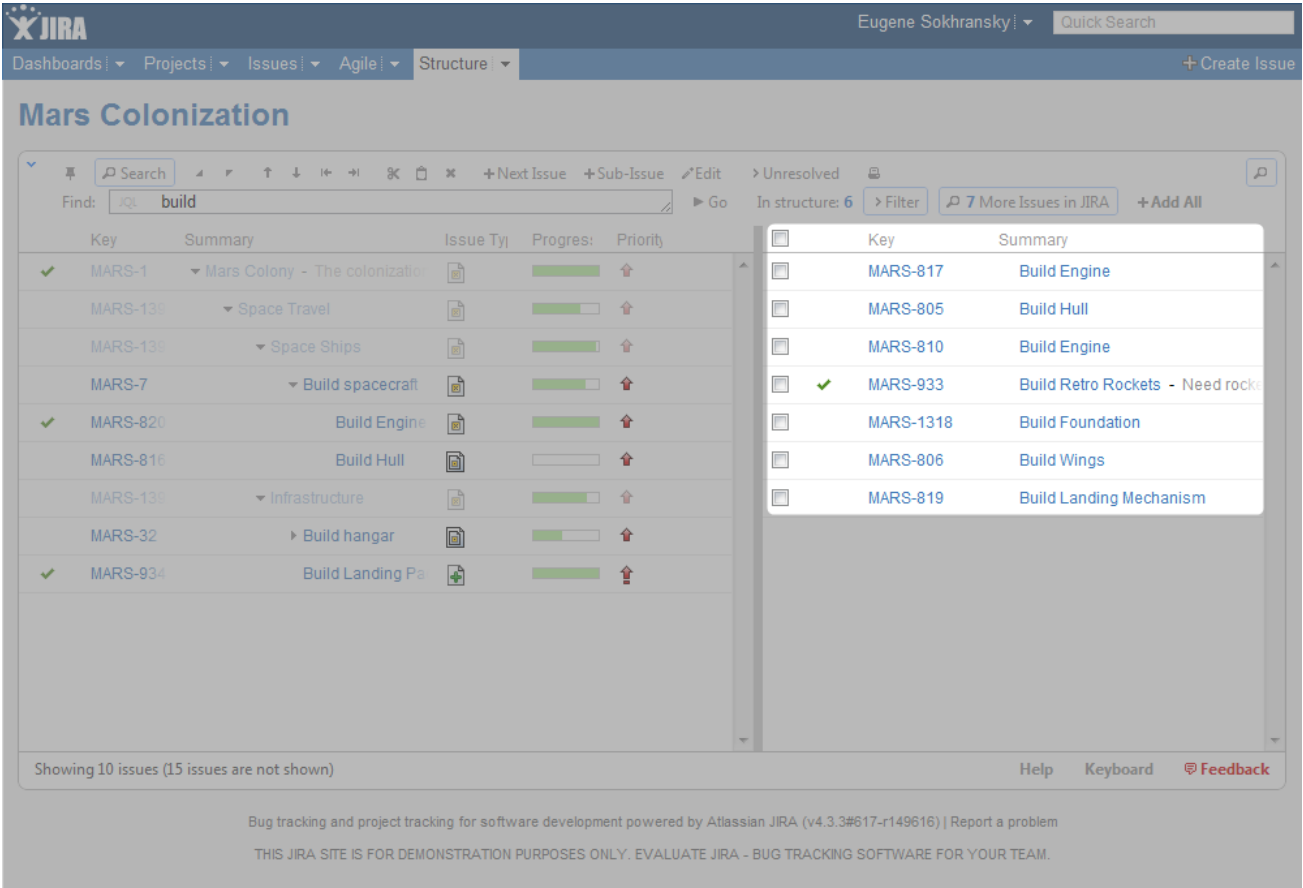 JIRA Eugene Sokhransky Quick Search
Dashboards Projects Issues Agile Structure + Create Issue
Mars Colonization
Search +Next Issue +Sub-Issue Edit Unresolved
Find: JQL build Go In structure: 6 Filter 7 More Issues in JIRA +Add All
Key Summary Issue Ty Progres Priority Key Summary
MARS-1 Mars Colony - The colonization MARS-817 Build Engine
MARS-139 Space Travel MARS-805 Build Hull
MARS-139 Space Ships MARS-810 Build Engine
MARS-7 Build spacecraft MARS-933 Build Retro Rockets - Need rocke
MARS-820 Build Engine MARS-1318 Build Foundation
MARS-816 Build Hull MARS-806 Build Wings
MARS-139 Infrastructure MARS-819 Build Landing Mechanism
MARS-32 Build hangar
MARS-934 Build Landing Pa
Showing 10 issues (15 issues are not shown) Help Keyboard Feedback
Bug tracking and project tracking for software development powered by Atlassian JIRA (v4.3.3#617-r149616) | Report a problem
THIS JIRA SITE IS FOR DEMONSTRATION PURPOSES ONLY. EVALUATE JIRA - BUG TRACKING SOFTWARE FOR YOUR TEAM.